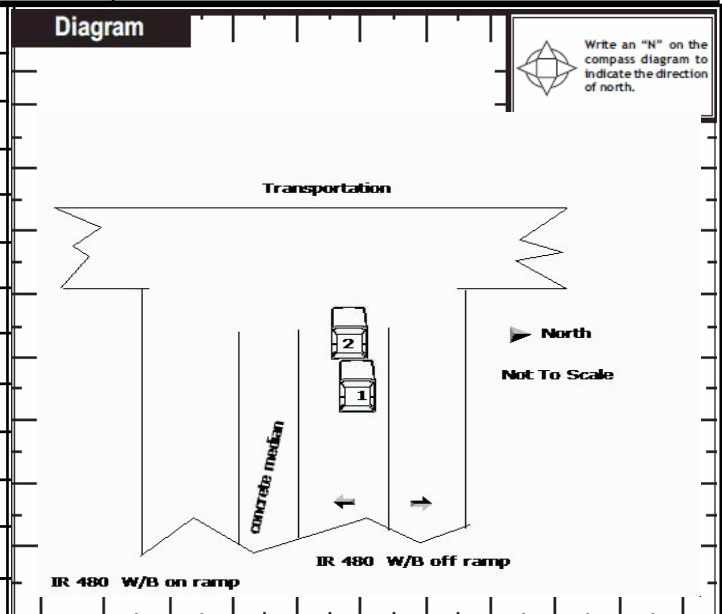 Diagram
Write an "N" on the
compass diagram to
indicate the direction
of north.
Transportation
2
North
1
Not To Scale
concrete median
IR 480 W/B off ramp
IR 480 W/B on ramp